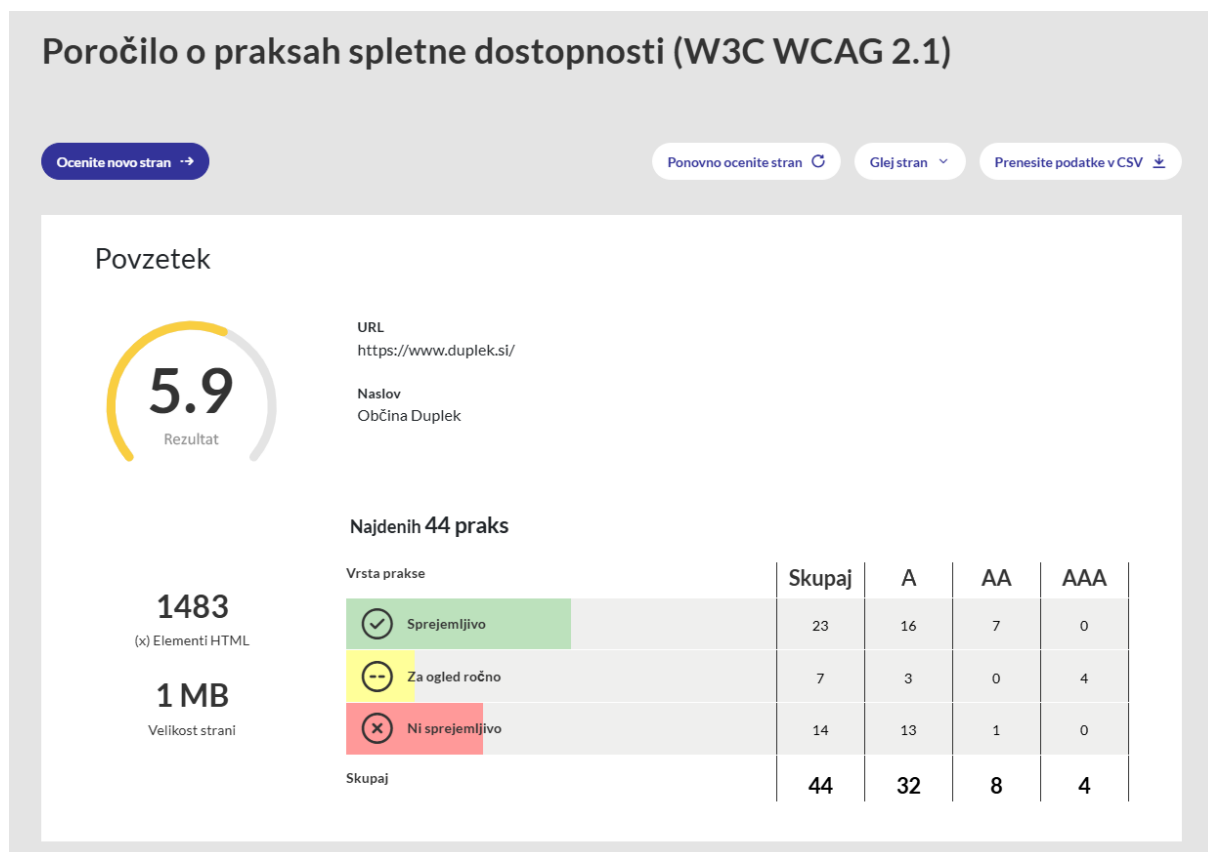 Poročilo o praksah spletne dostopnosti (W3C WCAG 2.1)
Ocenite novo stran
Ponovno ocenite stran
Glej stran
Prenesite podatke v CSV
Povzetek
5.9
Rezultat
URL
https://www.duplek.si/
Naslov
Občina Duplek
1483
(x) Elementi HTML
1 MB
Velikost strani
Najdenih 44 praks
Vrsta prakse Skupaj A AA AAA
Sprejemljivo 23 16 7 0
Za ogled ročno 7 3 0 4
Ni sprejemljivo 14 13 1 0
Skupaj 44 32 8 4